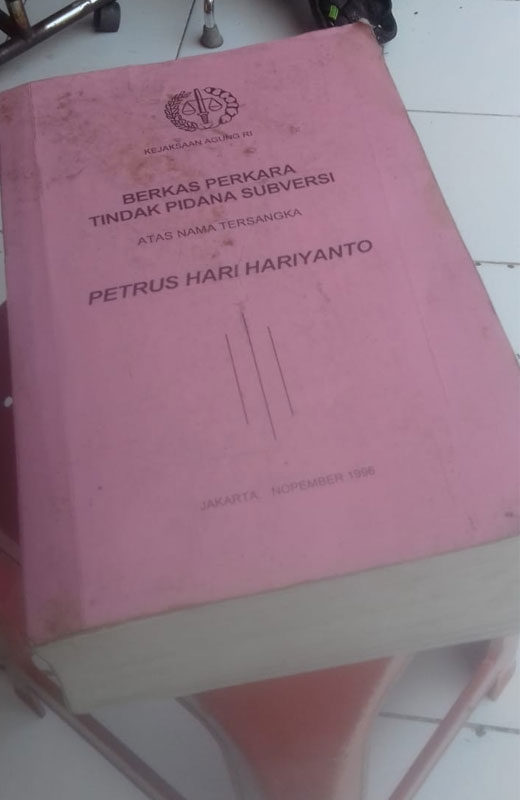 KEJAKSAAN AGUNG RI
BERKAS PERKARA
TINDAK PIDANA SUBVERSI
ATAS NAMA TERSANGKA
PETRUS HARI HARIYANTO
JAKARTA, NOPEMBER 1996